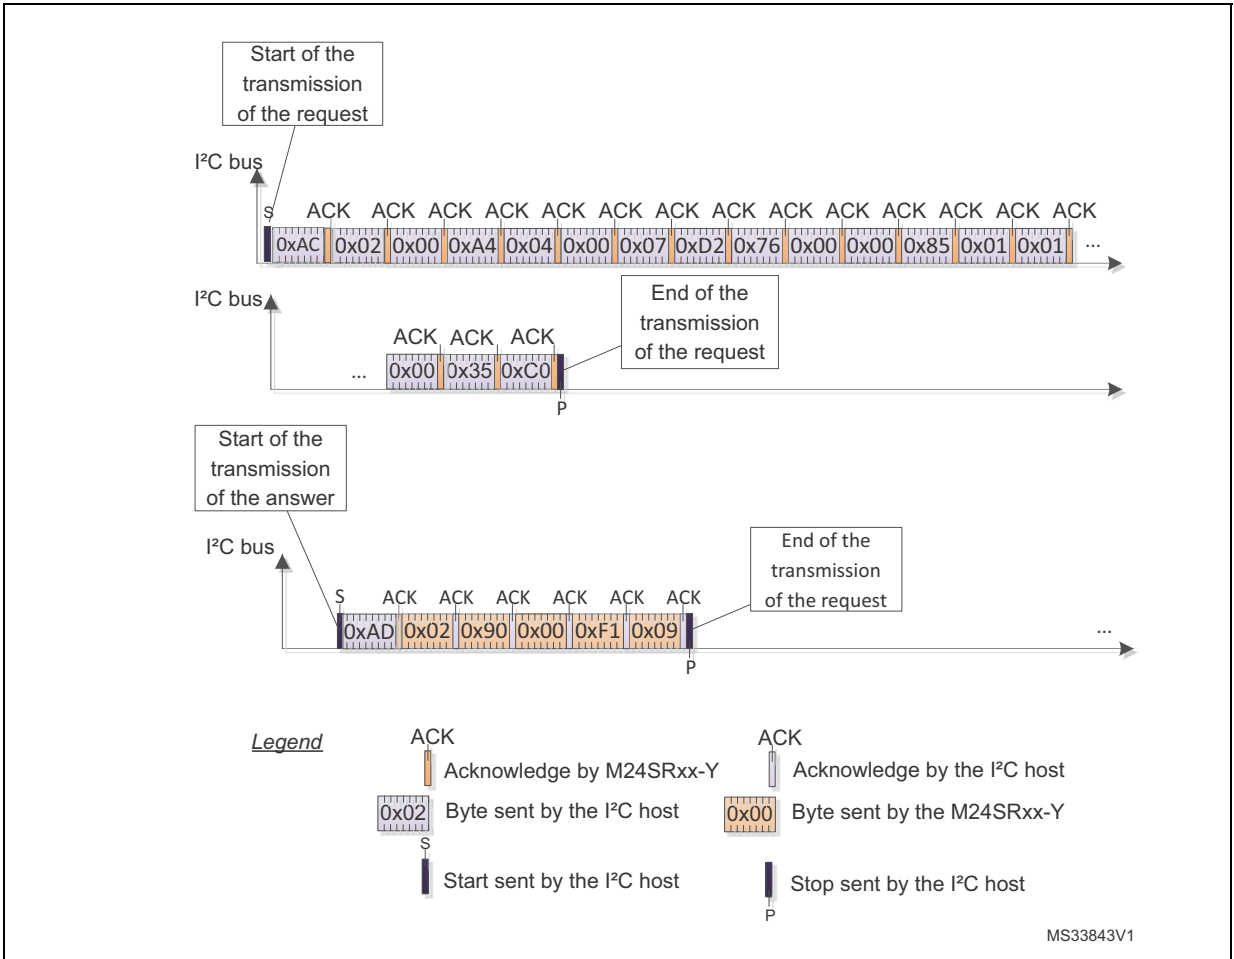 Start of the
transmission
of the request
I²C bus
S ACK ACK ACK ACK ACK ACK ACK ACK ACK ACK ACK ACK ACK ACK
0xAC 0x02 0x00 0xA4 0x04 0x00 0x07 0xD2 0x76 0x00 0x00 0x85 0x01 0x01 ...
I²C bus
End of the
transmission
of the request
ACK ACK ACK
... 0x00 0x35 0xC0
P
Start of the
transmission
of the answer
I²C bus
End of the
transmission
of the request
S ACK ACK ACK ACK ACK ACK
0xAD 0x02 0x90 0x00 0xF1 0x09 ...
P
Legend
ACK
Acknowledge by M24SRxx-Y
ACK
Acknowledge by the I²C host
0x02 Byte sent by the I²C host
0x00 Byte sent by the M24SRxx-Y
S
Start sent by the I²C host
Stop sent by the I²C host
P
MS33843V1